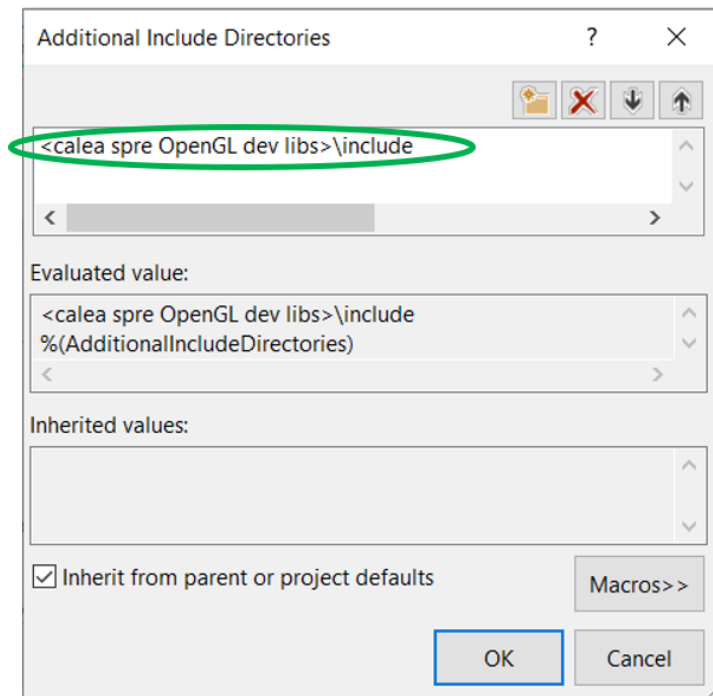 Additional Include Directories
<calea spre OpenGL dev libs>\include
Evaluated value:
<calea spre OpenGL dev libs>\include
%(AdditionalIncludeDirectories)
Inherited values:
Inherit from parent or project defaults
Macros>>
OK
Cancel